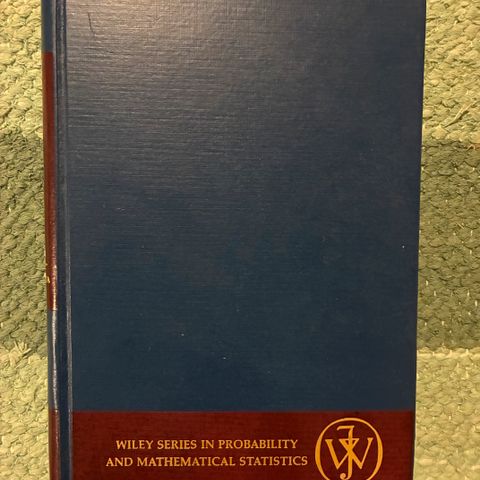 WILEY SERIES IN PROBABILITY
AND MATHEMATICAL STATISTICS
JW